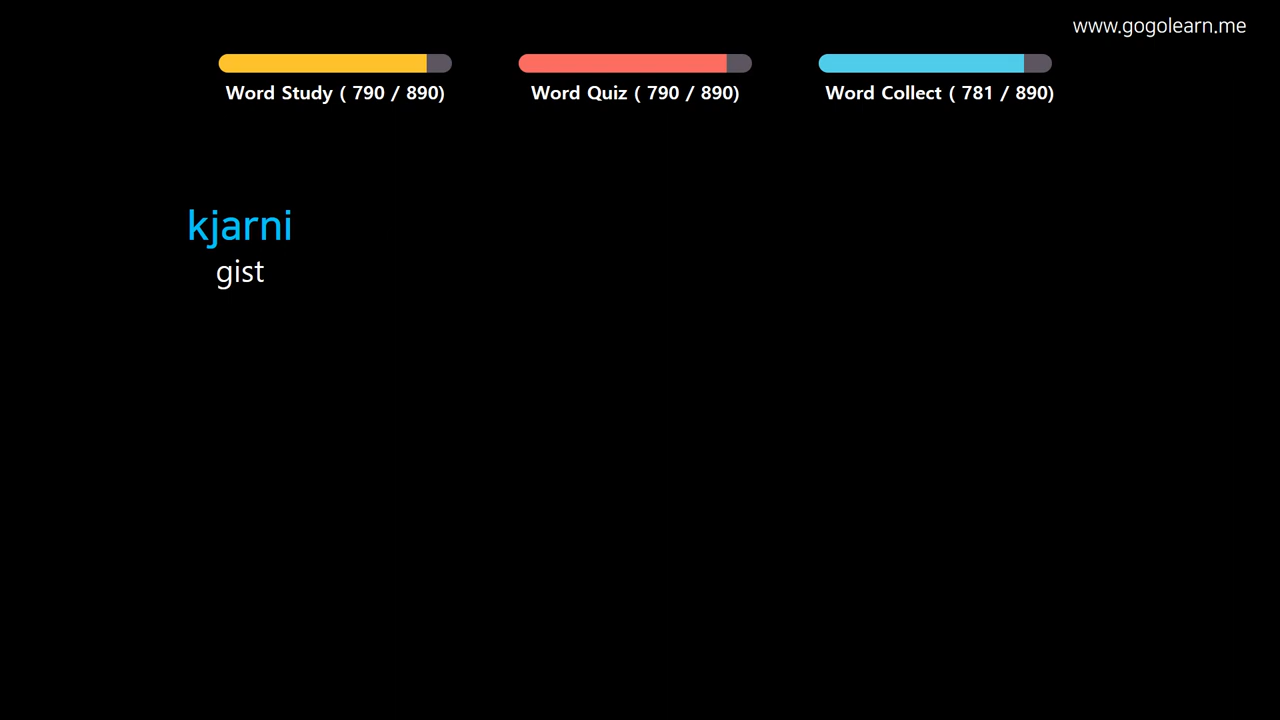 www.gogolearn.me
Word Study ( 790 / 890)
Word Quiz ( 790 / 890)
Word Collect ( 781 / 890)
kjarni
gist